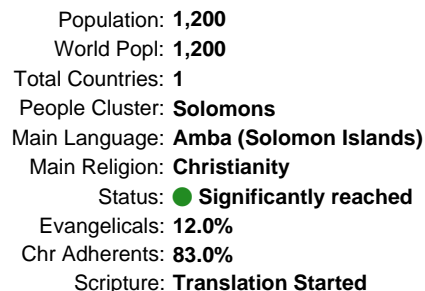 Population: 1,200
World Popl: 1,200
Total Countries: 1
People Cluster: Solomons
Main Language: Amba (Solomon Islands)
Main Religion: Christianity
Status: Significantly reached
Evangelicals: 12.0%
Chr Adherents: 83.0%
Scripture: Translation Started